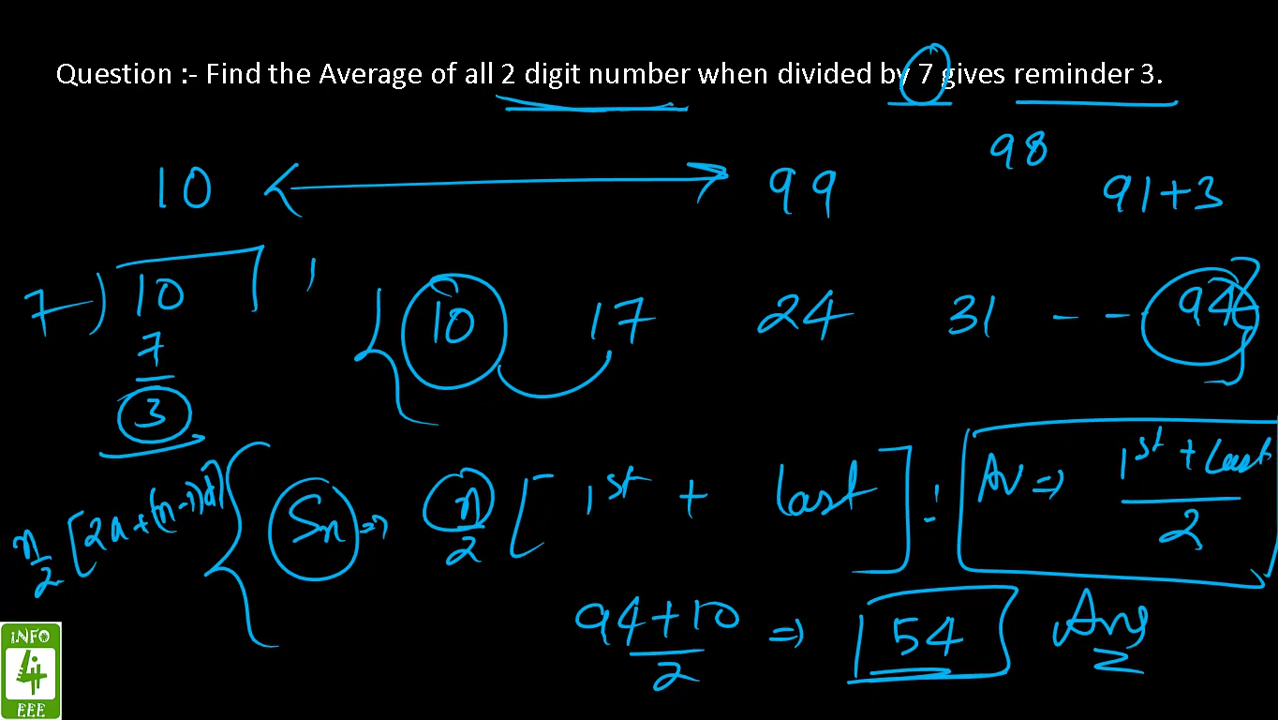 Question :- Find the Average of all 2 digit number when divided by 7 gives reminder 3.
98
10 99 91+3
7 ) 10
7
3
10 17 24 31 - - - 94
n/2 [2a+(n-1)d] Sn => n/2 [ 1st + last ] : Av => 1st + Last / 2
94+10 / 2 => 54 Ans
INFO
4
EEE